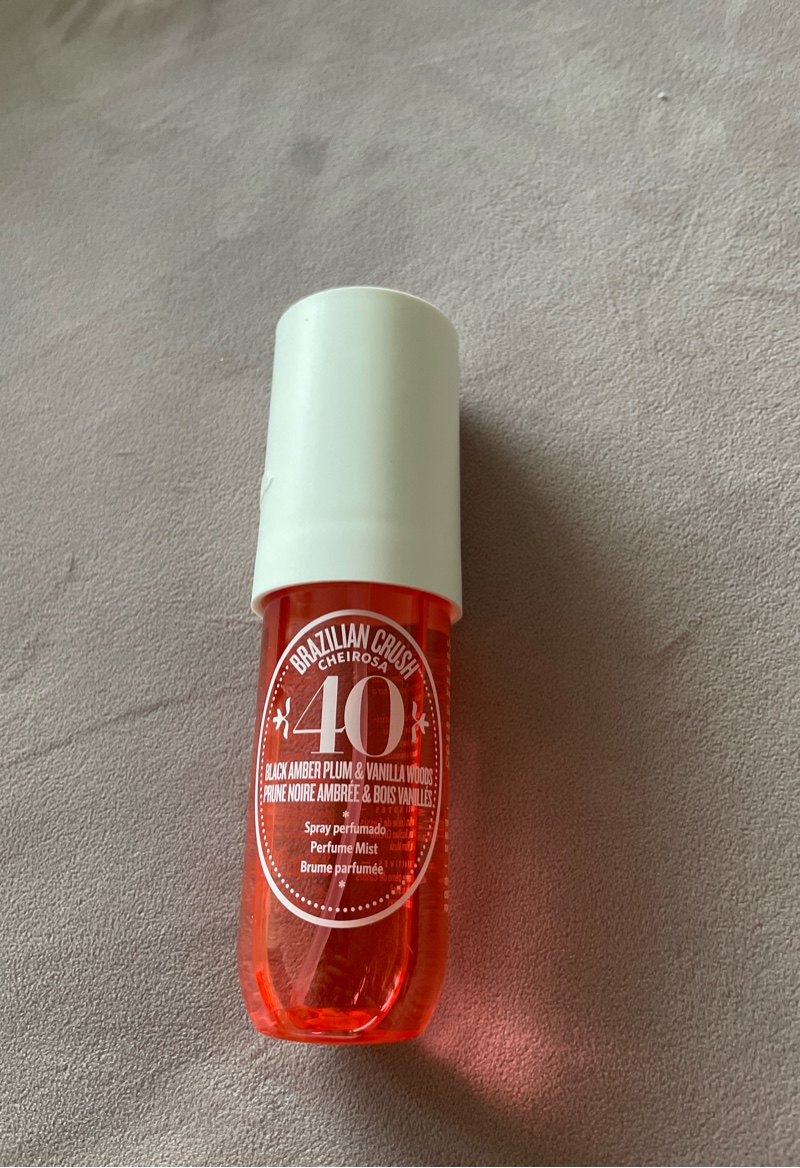 BRAZILIAN CRUSH
CHEIROSA
40
BLACK AMBER PLUM & VANILLA WOODS
PRUNE NOIRE AMBRÉE & BOIS VANILLÉS
*
Spray perfumado
Perfume Mist
Brume parfumée
*